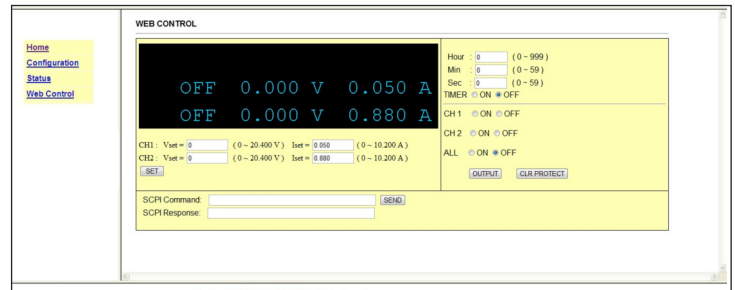 WEB CONTROL
Home
Configuration
Status
Web Control
OFF 0.000 V 0.050 A
OFF 0.000 V 0.880 A
CH1 : Vset = 0 ( 0 ~ 20.400 V ) Iset = 0.050 ( 0 ~ 10.200 A )
CH2 : Vset = 0 ( 0 ~ 20.400 V ) Iset = 0.880 ( 0 ~ 10.200 A )
SET
Hour : 0 ( 0 ~ 999 )
Min : 0 ( 0 ~ 59 )
Sec : 0 ( 0 ~ 59 )
TIMER ON OFF
CH 1 ON OFF
CH 2 ON OFF
ALL ON OFF
OUTPUT CLR PROTECT
SCPI Command: SEND
SCPI Response: